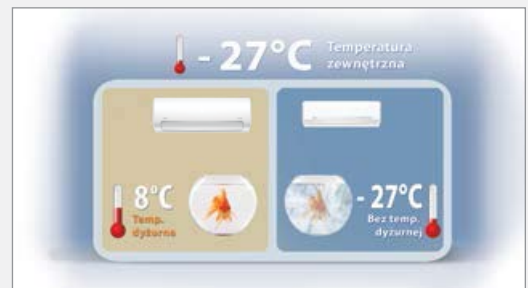 - 27°C
Temperatura
zewnętrzna
8°C
Temp.
dyżurna
- 27°C
Bez temp.
dyżurnej